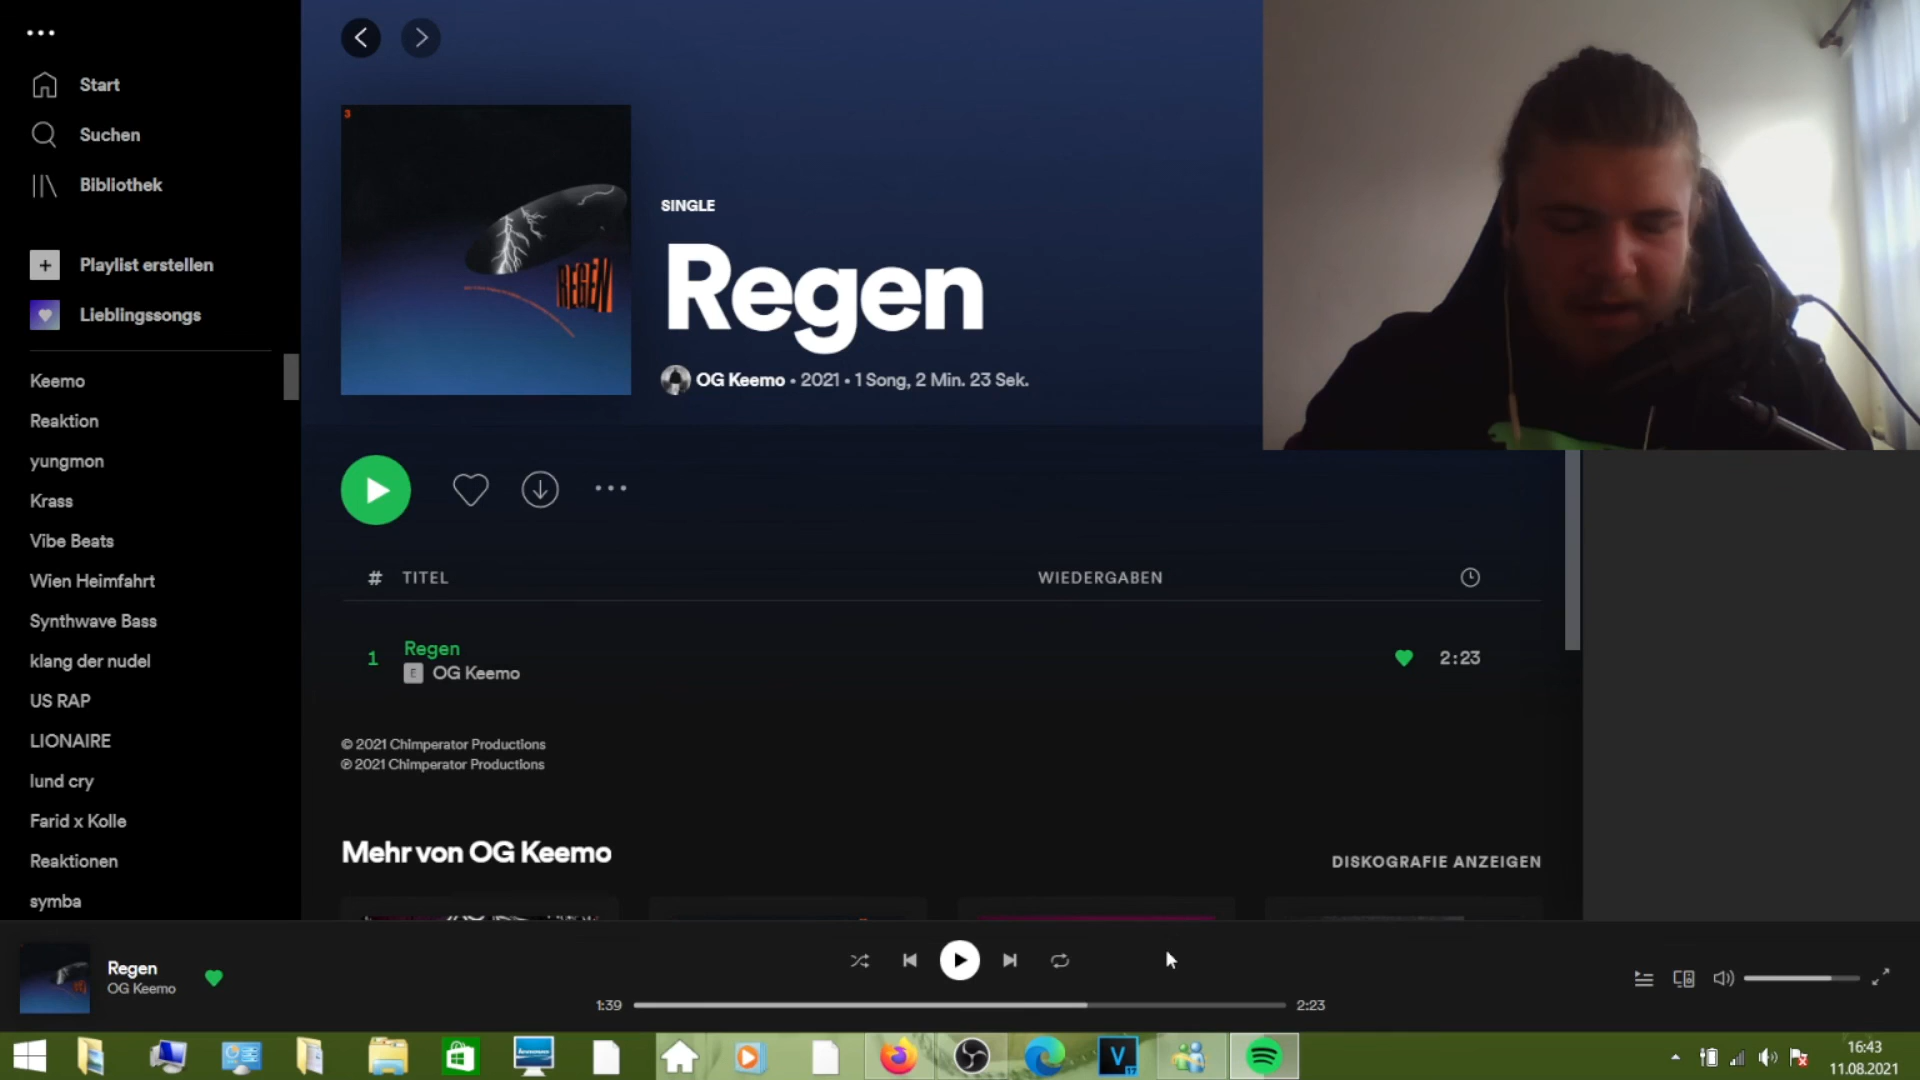 Start
Suchen
Bibliothek
Playlist erstellen
Lieblingssongs
Keemo
Reaktion
yungmon
Krass
Vibe Beats
Wien Heimfahrt
Synthwave Bass
klang der nudel
US RAP
LIONAIRE
lund cry
Farid x Kolle
Reaktionen
symba
3
REGEN
SINGLE
Regen
OG Keemo • 2021 • 1 Song, 2 Min. 23 Sek.
# TITEL WIEDERGABEN
1 Regen 2:23
E OG Keemo
© 2021 Chimperator Productions
℗ 2021 Chimperator Productions
Mehr von OG Keemo
DISKOGRAFIE ANZEIGEN
Regen
OG Keemo
1:39 2:23
V
17
16:43
11.08.2021